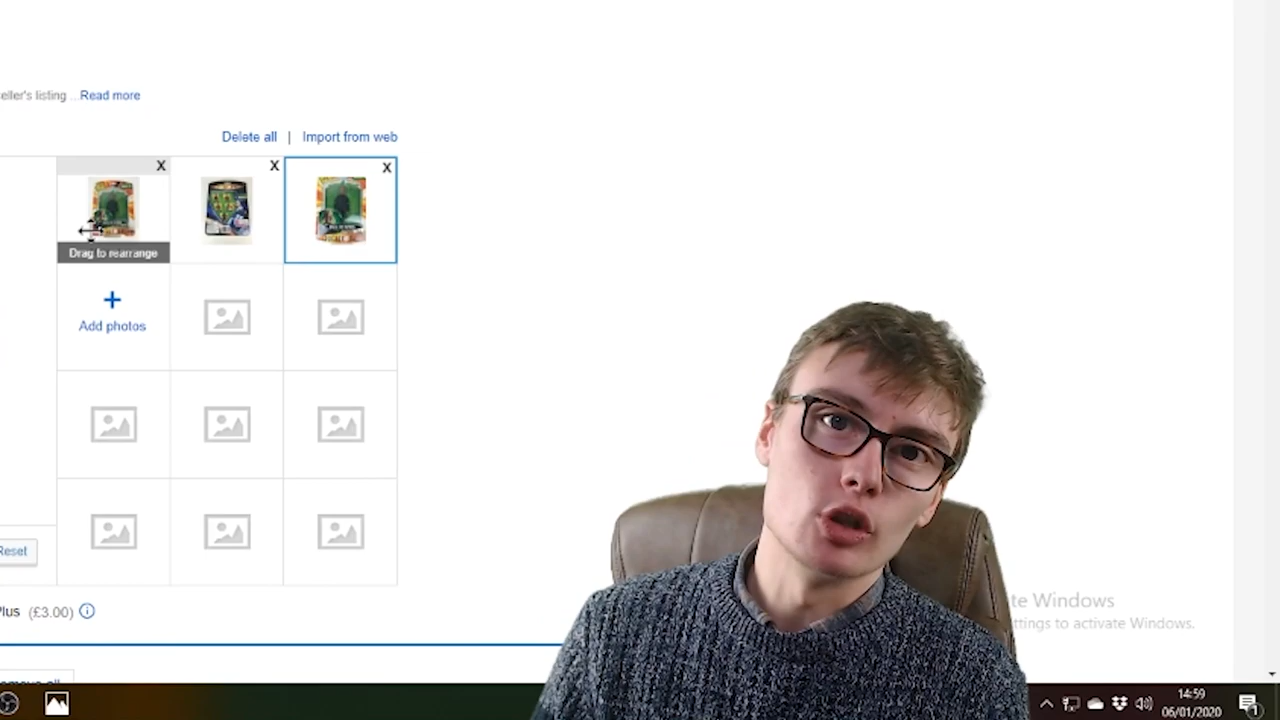 eller's listing ...Read more
Delete all | Import from web
X X X
Drag to rearrange
+
Add photos
Reset
Plus (£3.00)
te Windows
ttings to activate Windows.
14:59
06/01/2020
1